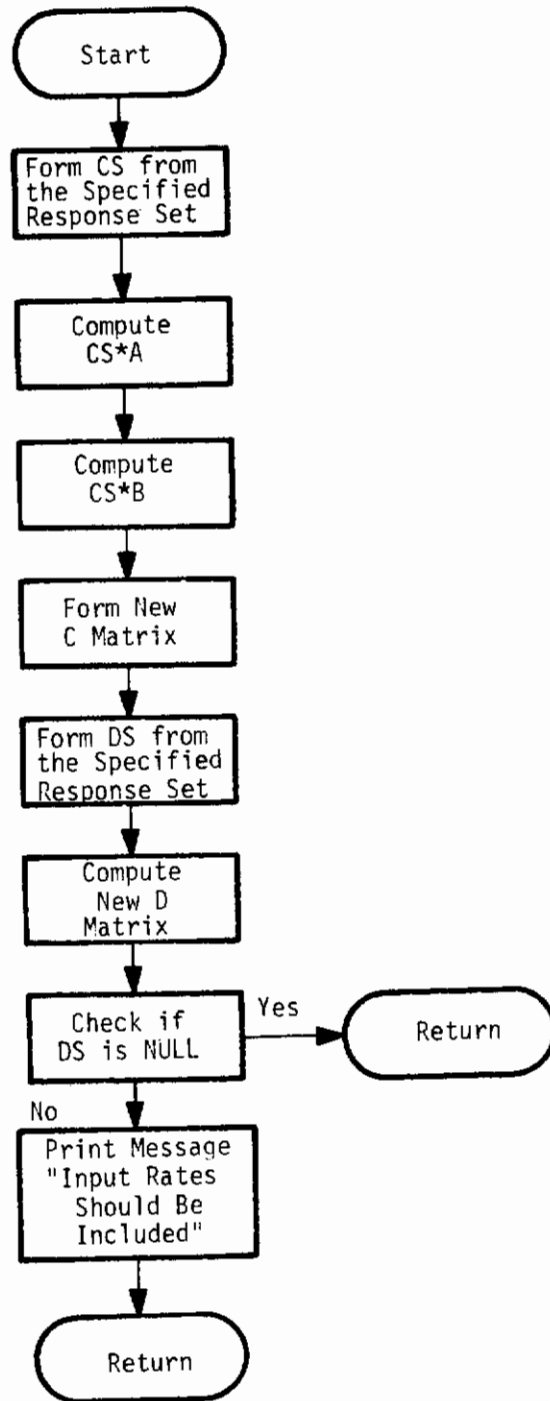 Start
Form CS from
the Specified
Response Set
Compute
CS*A
Compute
CS*B
Form New
C Matrix
Form DS from
the Specified
Response Set
Compute
New D
Matrix
Check if
DS is NULL
Yes
Return
No
Print Message
"Input Rates
Should Be
Included"
Return